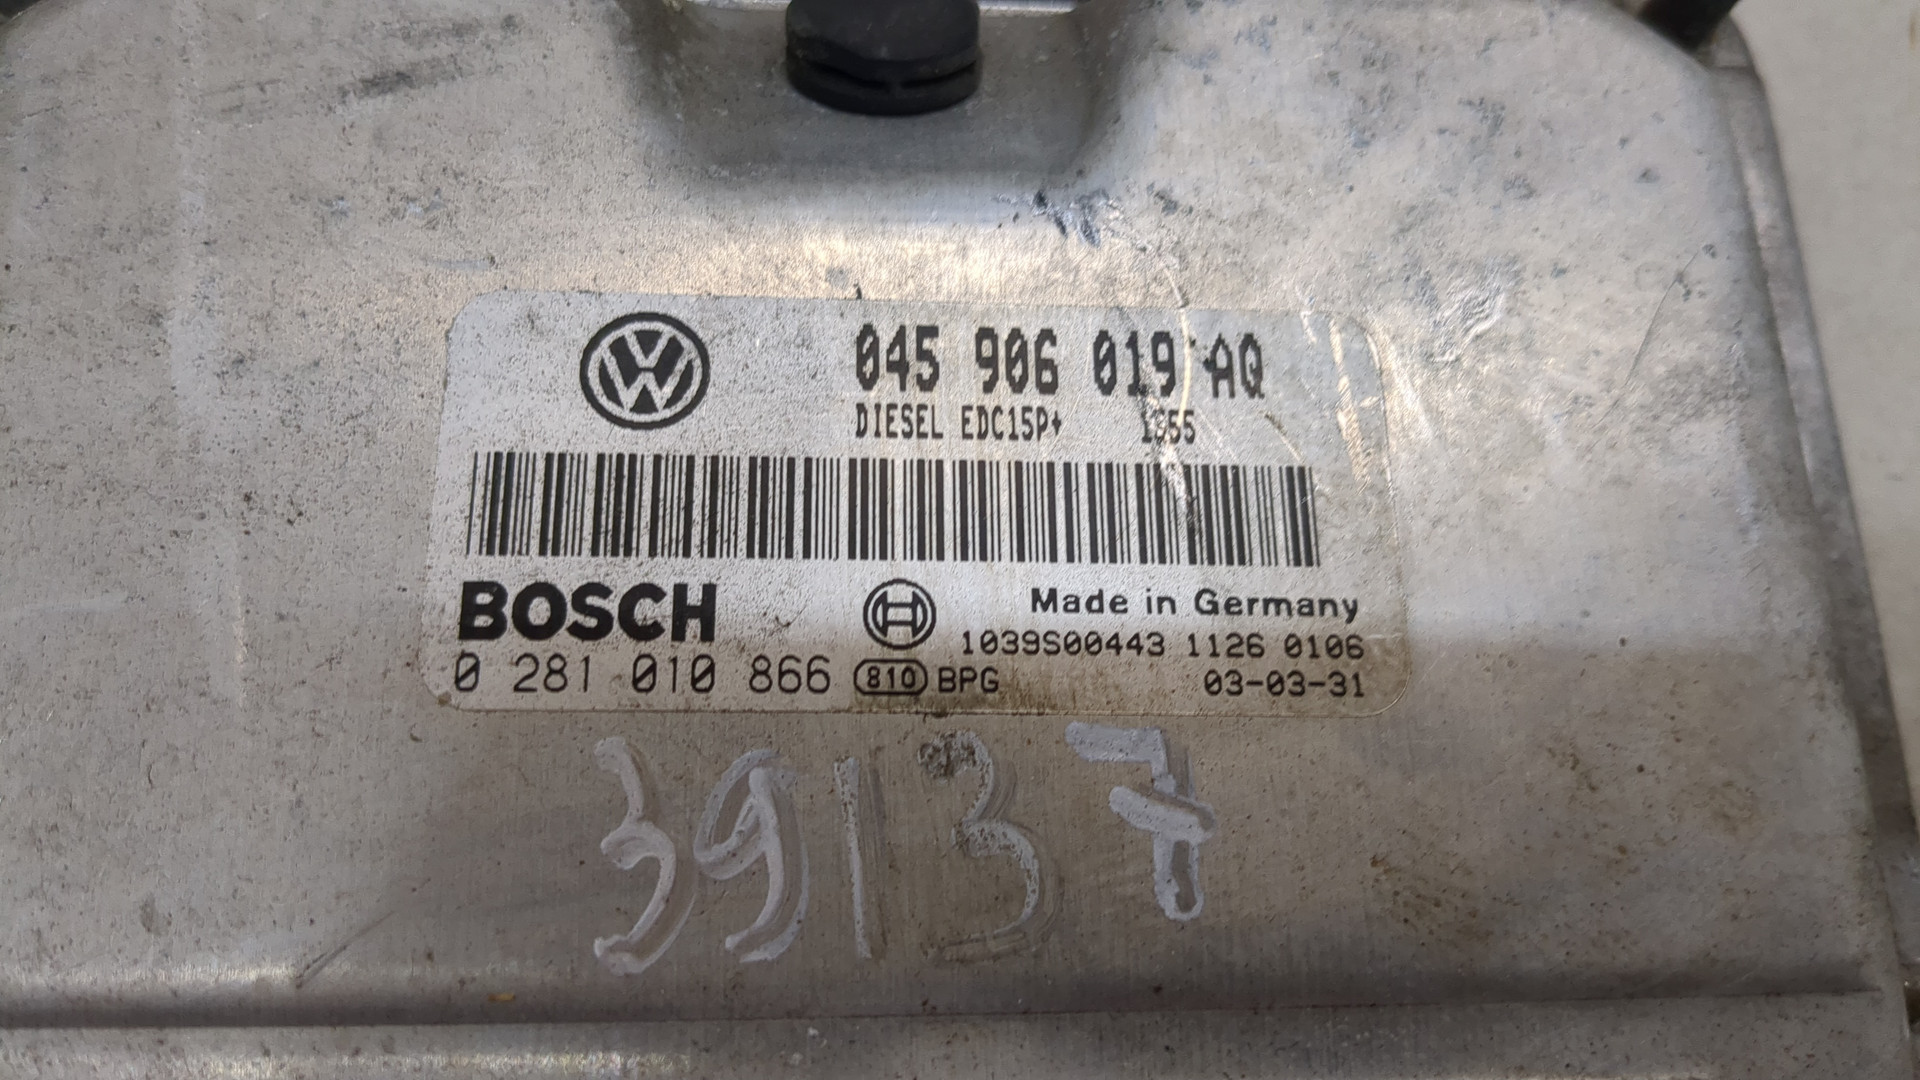 045 906 019 AQ
DIESEL EDC15P+
BOSCH
Made in Germany
1039S00443 1126 0106
0 281 010 866 810 BPG
03-03-31
39137